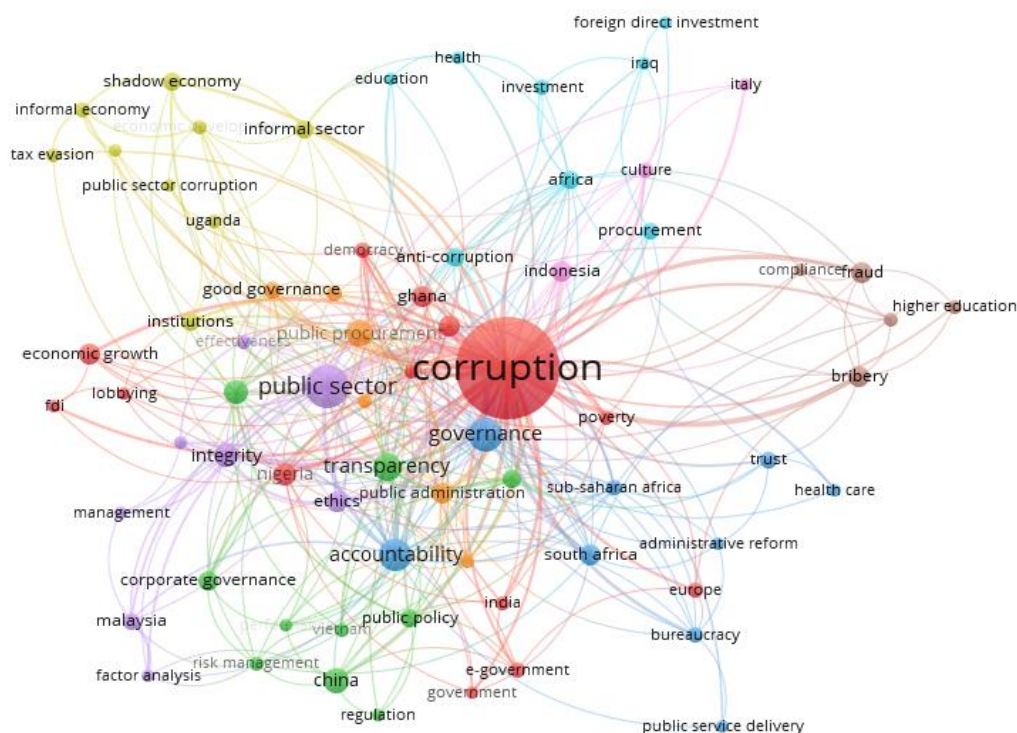 foreign direct investment
health
iraq
education
investment
italy
shadow economy
informal economy
informal sector
tax evasion
culture
africa
public sector corruption
uganda
procurement
democracy
anti-corruption
indonesia
compliance
fraud
good governance
ghana
higher education
institutions
public procurement
effectiveness
economic growth
corruption
bribery
public sector
lobbying
fdi
poverty
governance
integrity
transparency
trust
nigeria
sub-saharan africa
health care
ethics
public administration
management
administrative reform
accountability
south africa
corporate governance
europe
india
malaysia
public policy
vietnam
bureaucracy
risk management
e-government
factor analysis
china
government
regulation
public service delivery